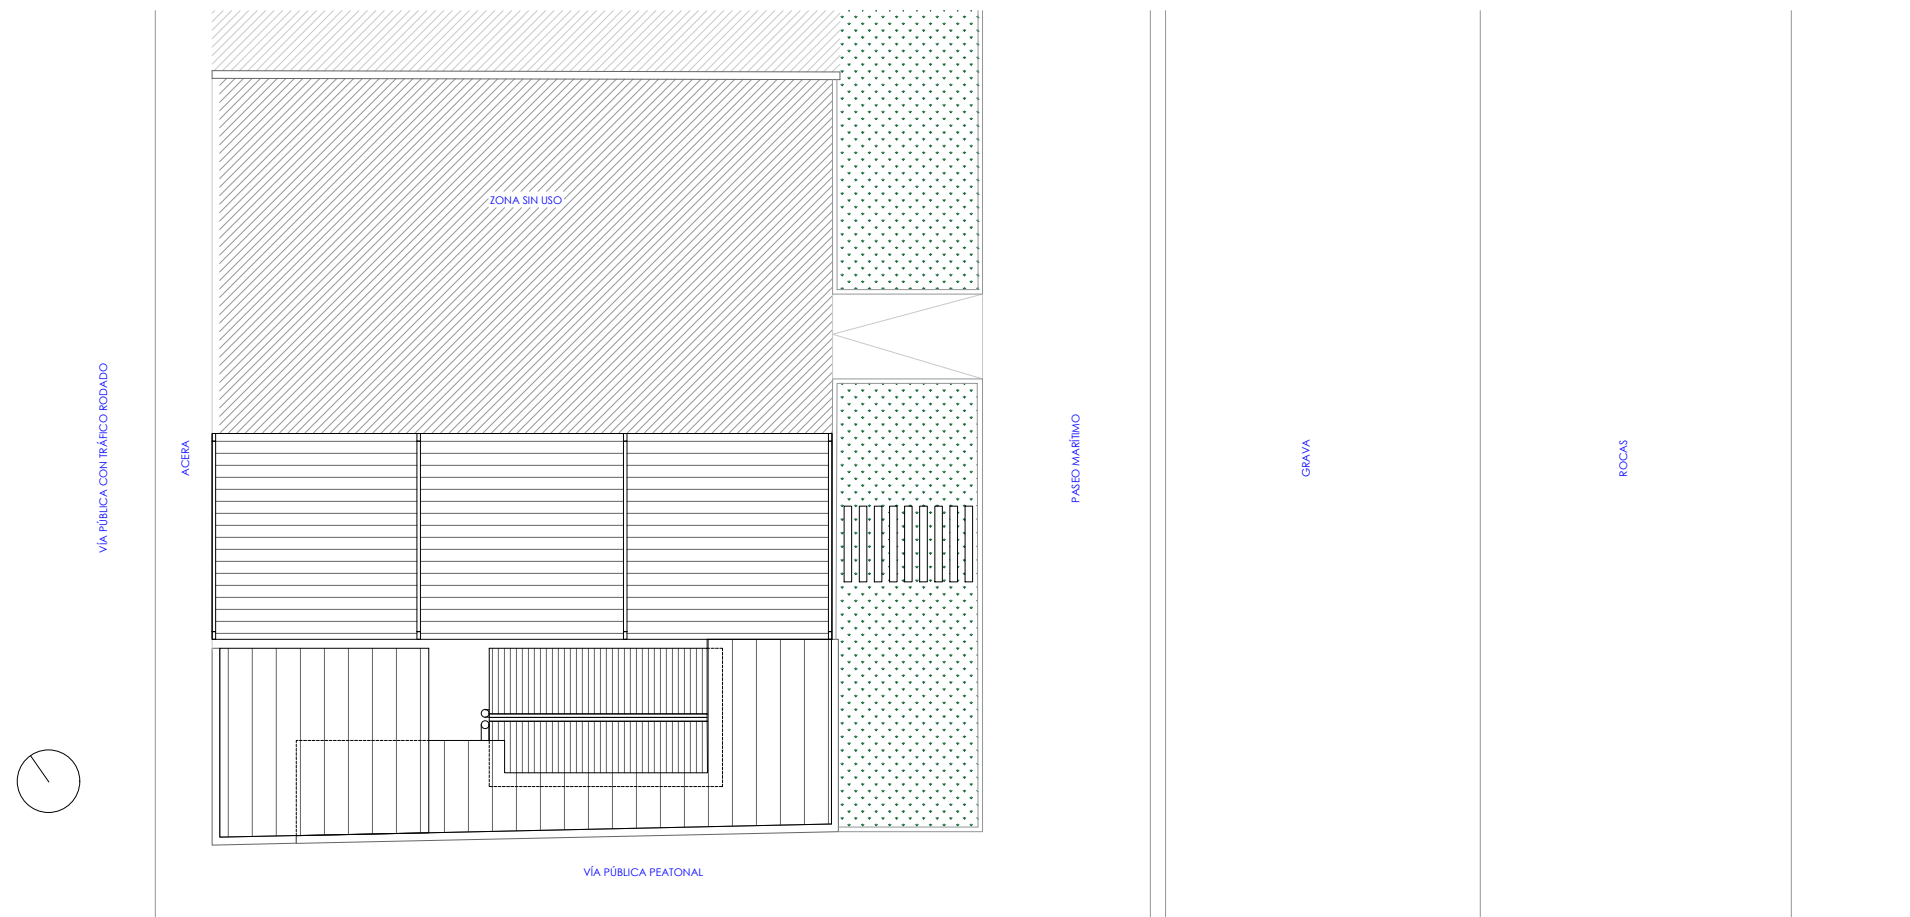 ZONA SIN USO
VÍA PÚBLICA CON TRÁFICO RODADO
ACERA
PASEO MARÍTIMO
GRAVA
ROCAS
VÍA PÚBLICA PEATONAL